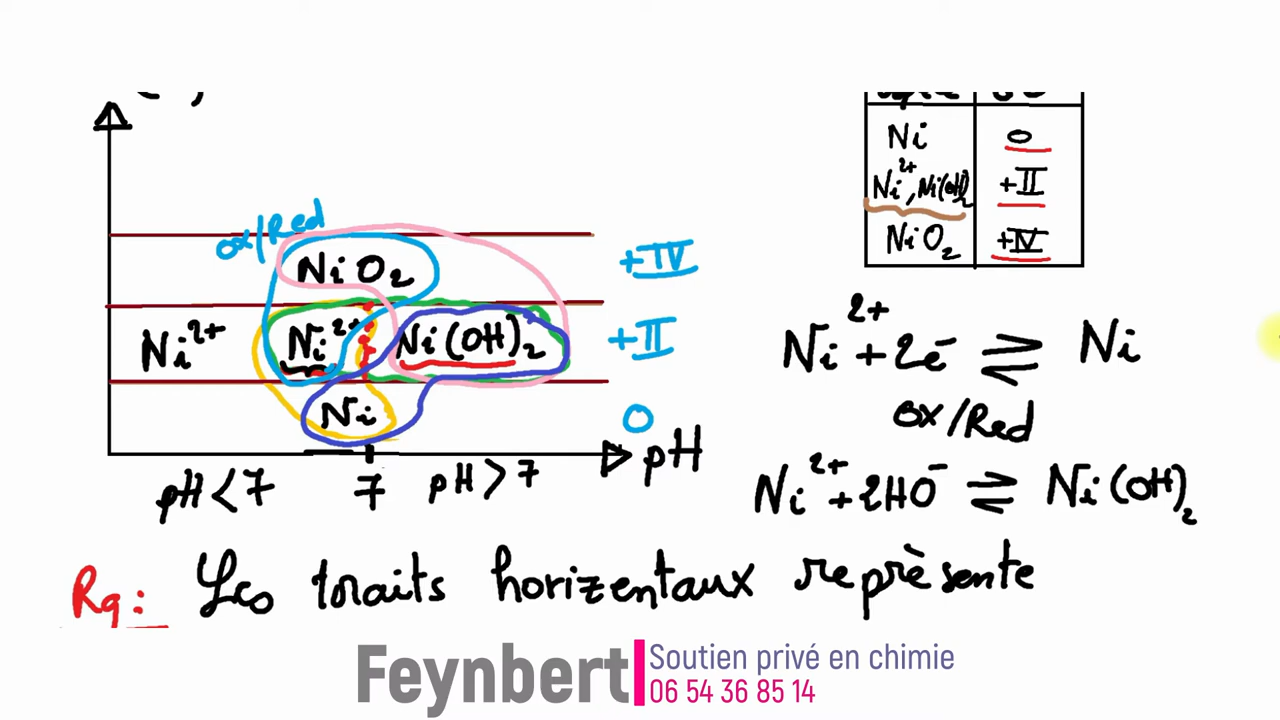 Ni 0
Ni²⁺, Ni(OH)₂ +II
NiO₂ +IV
ox/Red
NiO₂ +IV
Ni²⁺ Ni²⁺ Ni(OH)₂ +II
Ni 0
pH
pH < 7 7 pH > 7
Ni²⁺ + 2é ⇌ Ni
ox/Red
Ni²⁺ + 2HO⁻ ⇌ Ni(OH)₂
Rq: Les traits horizentaux représente
Feynbert
Soutien privé en chimie
06 54 36 85 14